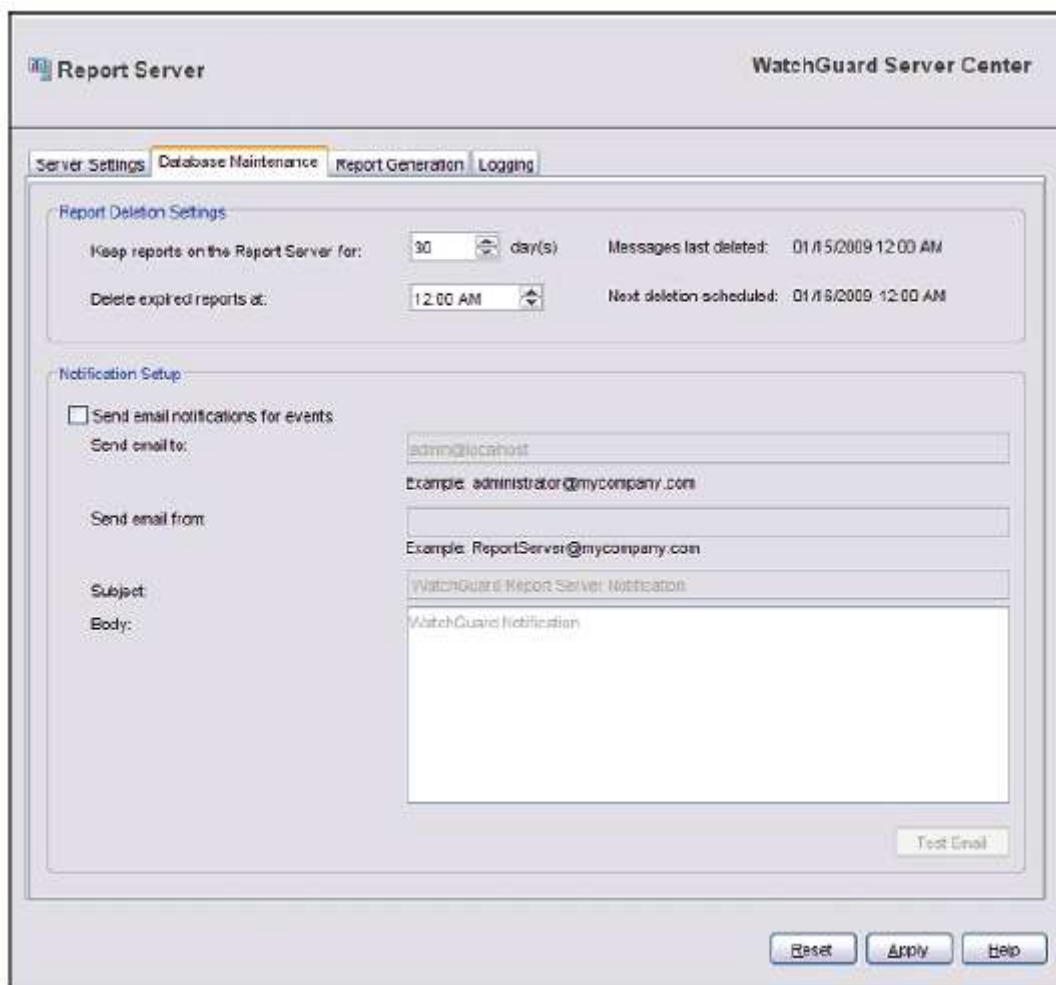 Report Server
WatchGuard Server Center
Server Settings Database Maintenance Report Generation Logging
Report Deletion Settings
Keep reports on the Report Server for: 30 day(s) Messages last deleted: 01/15/2009 12:00 AM
Delete expired reports at: 12:00 AM Next deletion scheduled: 01/16/2009 12:00 AM
Notification Setup
Send email notifications for events
Send email to: admin@localhost
Example: administrator@mycompany.com
Send email from:
Example: ReportServer@mycompany.com
Subject: WatchGuard Report Server Notification
Body: WatchGuard Notification
Test Email
Reset Apply Help